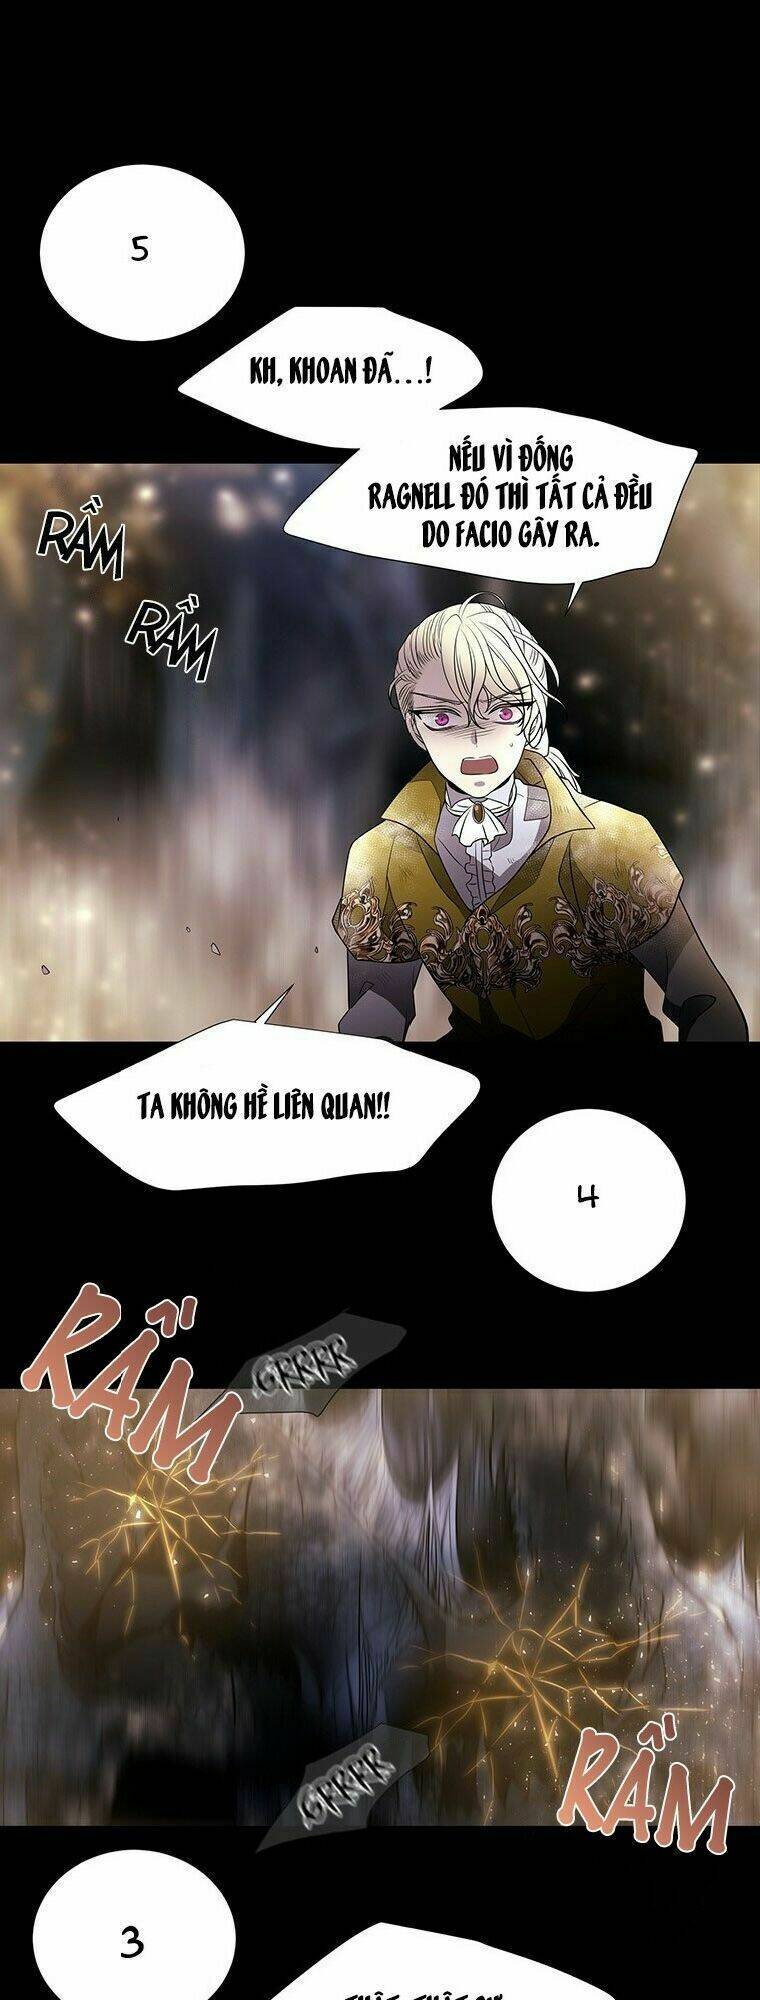 5
KH, KHOAN ĐÃ...!
NẾU VÌ ĐỐNG
RAGNELL ĐÓ THÌ TẤT CẢ ĐỀU
DO FACIO GÂY RA.
RẦM
RẦM
TA KHÔNG HỀ LIÊN QUAN!!
4
RẦM
GRRRR
GRRRR
RẦM
3